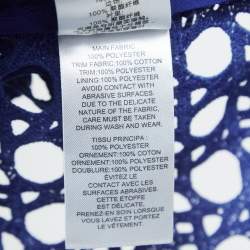 MAIN FABRIC
100% POLYESTER
TRIM FABRIC:100% COTTON
TRIM:100% POLYESTER
LINING:100% POLYESTER
AVOID CONTACT WITH
ABRASIVE SURFACES.
DUE TO THE DELICATE
NATURE OF THE FABRIC,
CARE MUST BE TAKEN
DURING WASH AND WEAR.
TISSU PRINCIPA :
100% POLYESTER
ORNEMENT:100% COTON
ORNEMENT:100% POLYESTER
DOUBLURE:100% POLYESTER
ÉVITEZ LE
CONTACT AVEC LES
SURFACES ABRASIVES.
CETTE ÉTOFFE
EST DÉLICATE.
PRENEZ-EN SOIN LORSQUE
VOUS LAVEZ ET PORTEZ
LE VÊTEMENT.